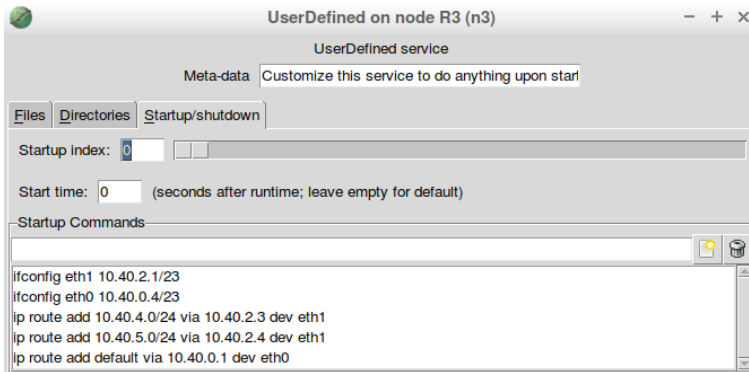 UserDefined on node R3 (n3)
UserDefined service
Meta-data Customize this service to do anything upon start
Files Directories Startup/shutdown
Startup index: 0
Start time: 0 (seconds after runtime; leave empty for default)
Startup Commands
ifconfig eth1 10.40.2.1/23
ifconfig eth0 10.40.0.4/23
ip route add 10.40.4.0/24 via 10.40.2.3 dev eth1
ip route add 10.40.5.0/24 via 10.40.2.4 dev eth1
ip route add default via 10.40.0.1 dev eth0